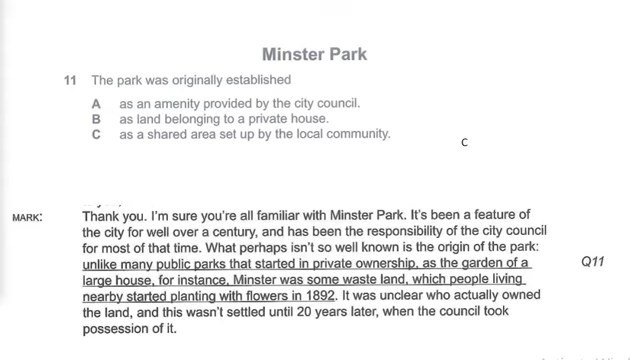 Minster Park
11 The park was originally established
A as an amenity provided by the city council.
B as land belonging to a private house.
C as a shared area set up by the local community.
C
MARK: Thank you. I'm sure you're all familiar with Minster Park. It's been a feature of
the city for well over a century, and has been the responsibility of the city council
for most of that time. What perhaps isn't so well known is the origin of the park:
unlike many public parks that started in private ownership, as the garden of a
large house, for instance, Minster was some waste land, which people living
nearby started planting with flowers in 1892. It was unclear who actually owned
the land, and this wasn't settled until 20 years later, when the council took
possession of it.
Q11